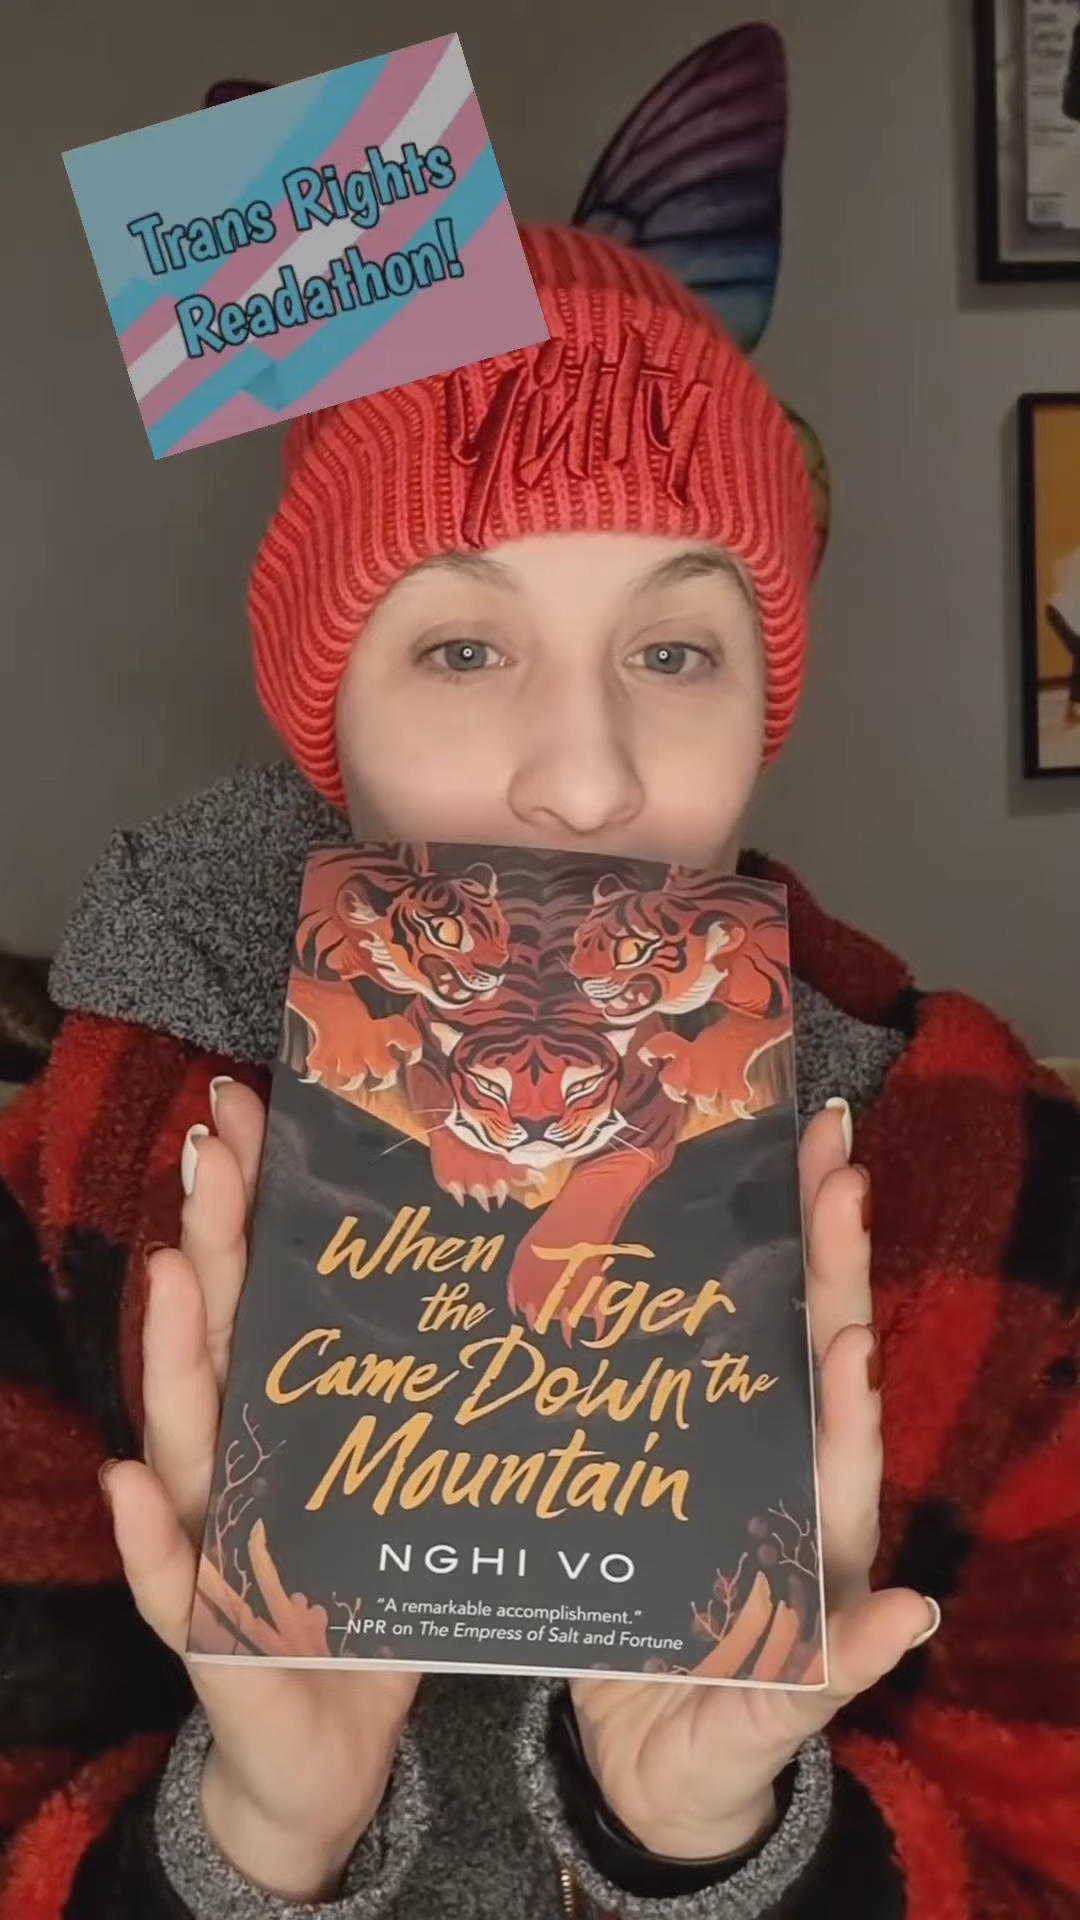 Trans Rights
Readathon!
Yitty
When
the Tiger
Came Down the
Mountain
NGHI VO
"A remarkable accomplishment."
—NPR on The Empress of Salt and Fortune